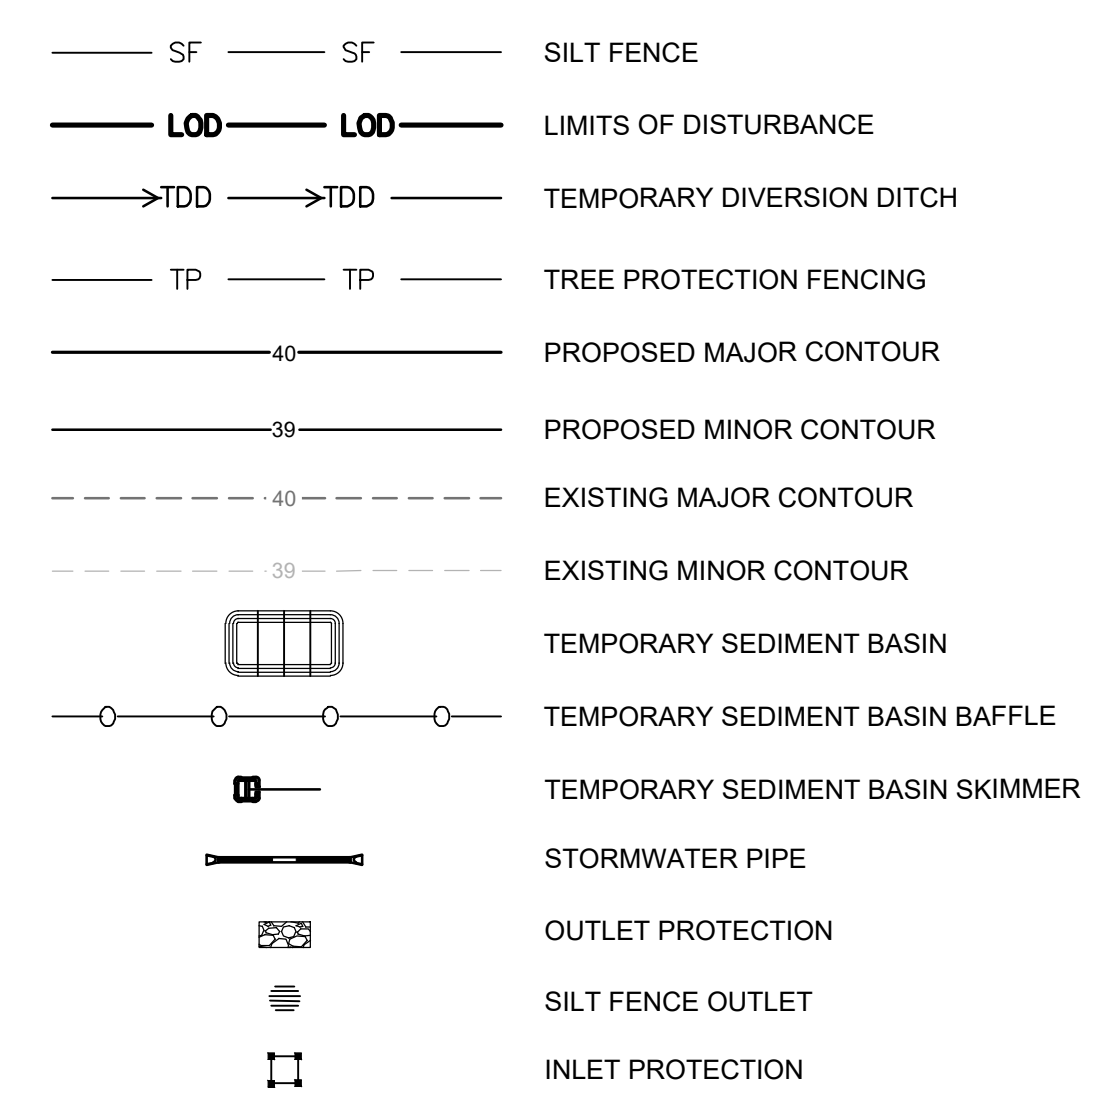 SF SF SILT FENCE
LOD LOD LIMITS OF DISTURBANCE
TDD TDD TEMPORARY DIVERSION DITCH
TP TP TREE PROTECTION FENCING
40 PROPOSED MAJOR CONTOUR
39 PROPOSED MINOR CONTOUR
40 EXISTING MAJOR CONTOUR
39 EXISTING MINOR CONTOUR
TEMPORARY SEDIMENT BASIN
TEMPORARY SEDIMENT BASIN BAFFLE
TEMPORARY SEDIMENT BASIN SKIMMER
STORMWATER PIPE
OUTLET PROTECTION
SILT FENCE OUTLET
INLET PROTECTION